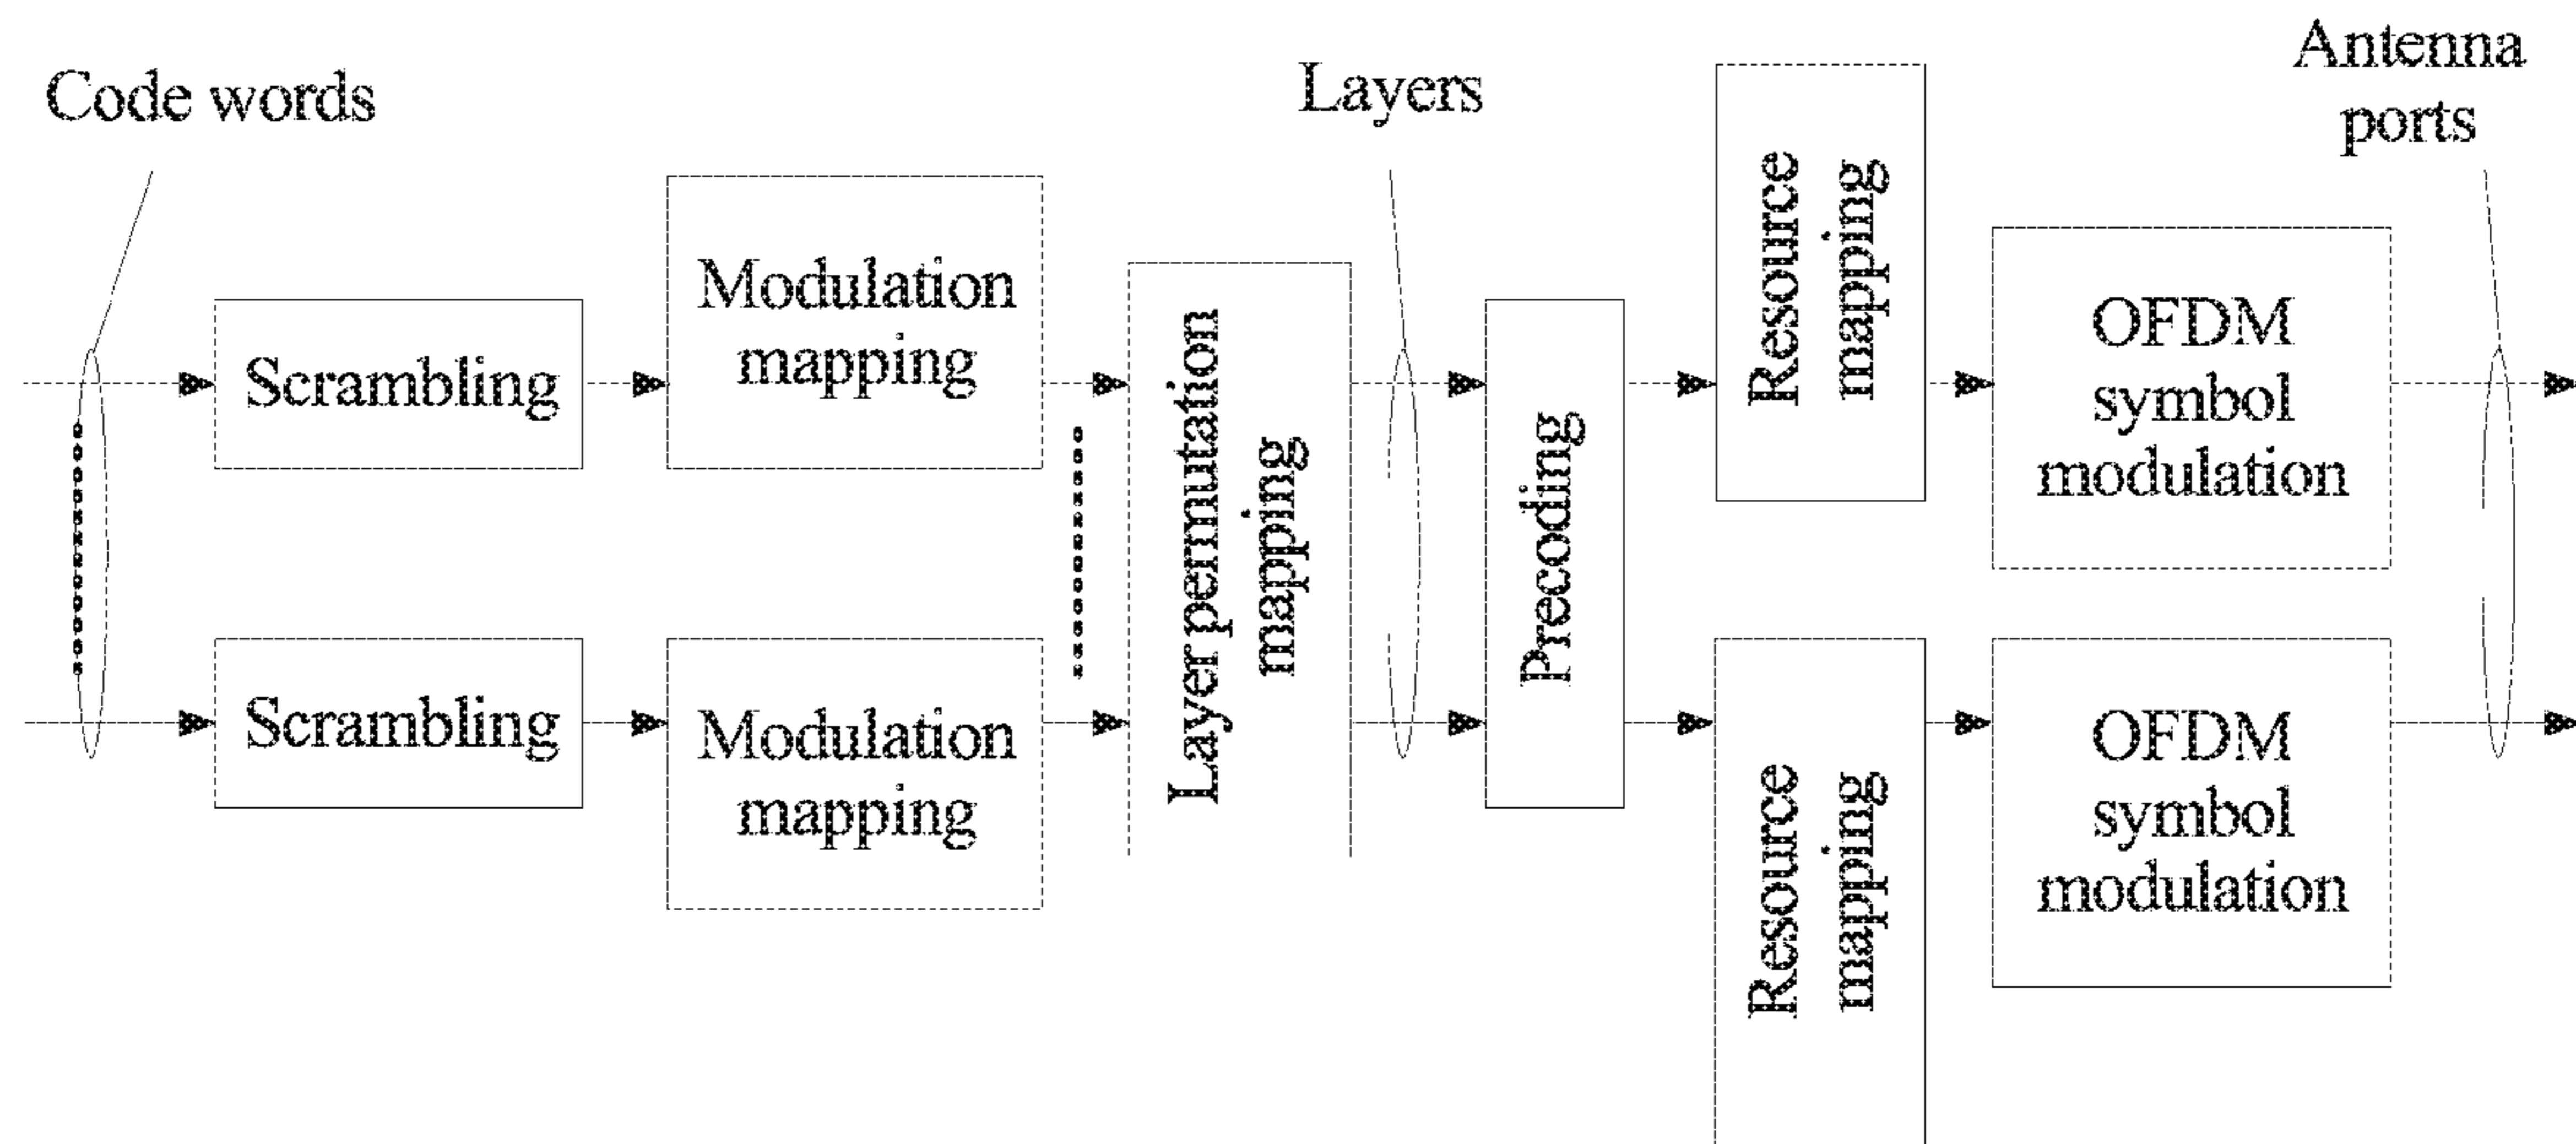 Code words
Layers
Antenna
ports
Scrambling
Modulation
mapping
Layer permutation
mapping
Precoding
Resource
mapping
OFDM
symbol
modulation
Scrambling
Modulation
mapping
Resource
mapping
OFDM
symbol
modulation